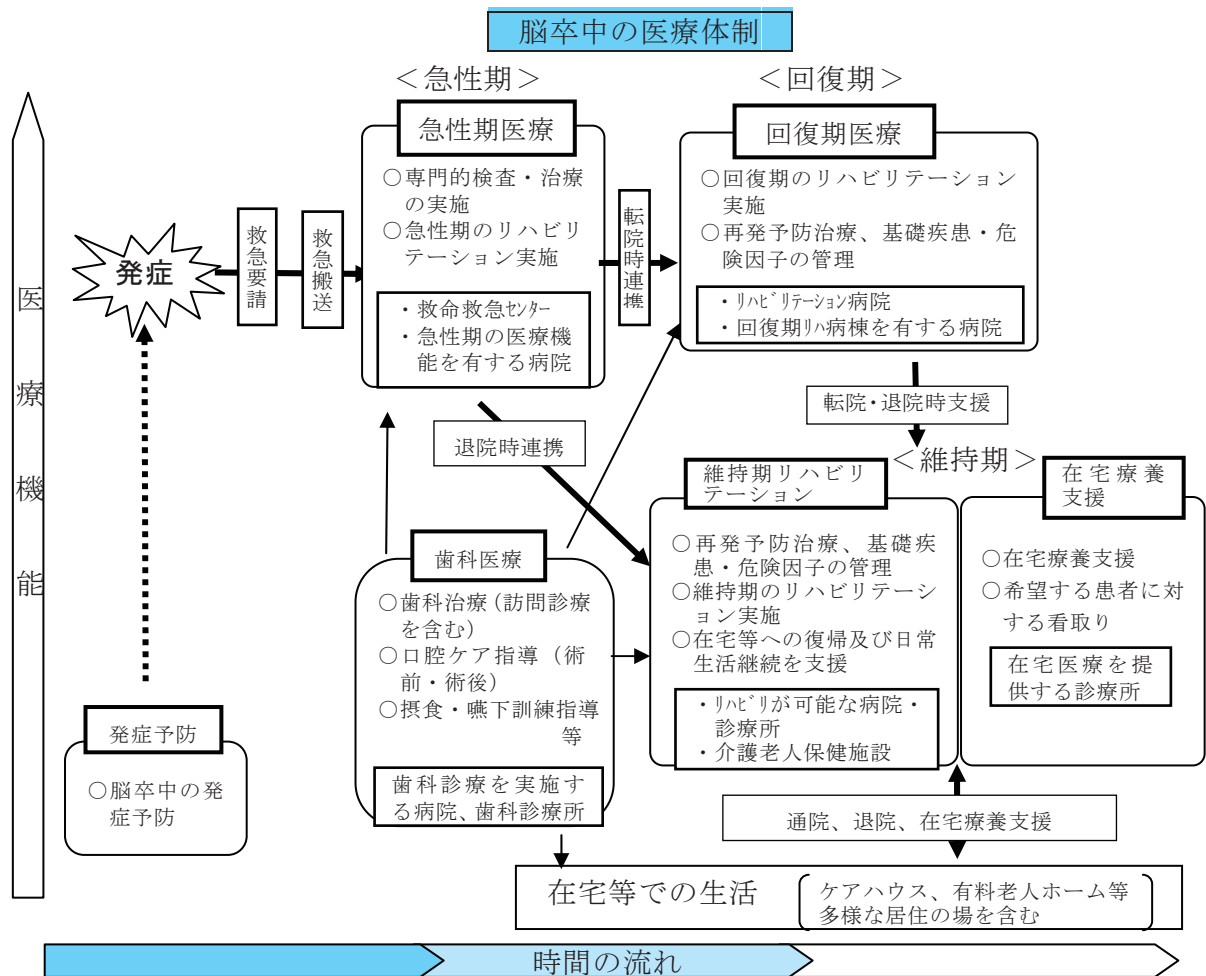 脳卒中の医療体制
＜急性期＞
＜回復期＞
医療機能
発症
救急要請
救急搬送
急性期医療
○専門的検査・治療
の実施
○急性期のリハビリ
テーション実施
・救命救急ｾﾝﾀｰ
・急性期の医療機
能を有する病院
転院時連携
回復期医療
○回復期のリハビリテーション
実施
○再発予防治療、基礎疾患・危
険因子の管理
・ﾘﾊﾋﾞﾘﾃｰｼｮﾝ病院
・回復期ﾘﾊ病棟を有する病院
転院・退院時支援
退院時連携
＜維持期＞
維持期リハビリ
テーション
○再発予防治療、基礎疾
患・危険因子の管理
○維持期のリハビリテーシ
ョン実施
○在宅等への復帰及び日常
生活継続を支援
・ﾘﾊﾋﾞﾘが可能な病院・
診療所
・介護老人保健施設
在宅療養
支援
○在宅療養支援
○希望する患者に対
する看取り
在宅医療を提
供する診療所
歯科医療
○歯科治療（訪問診療
を含む）
○口腔ケア指導（術
前・術後）
○摂食・嚥下訓練指導
等
歯科診療を実施す
る病院、歯科診療所
発症予防
○脳卒中の発
症予防
通院、退院、在宅療養支援
在宅等での生活
ケアハウス、有料老人ホーム等
多様な居住の場を含む
時間の流れ